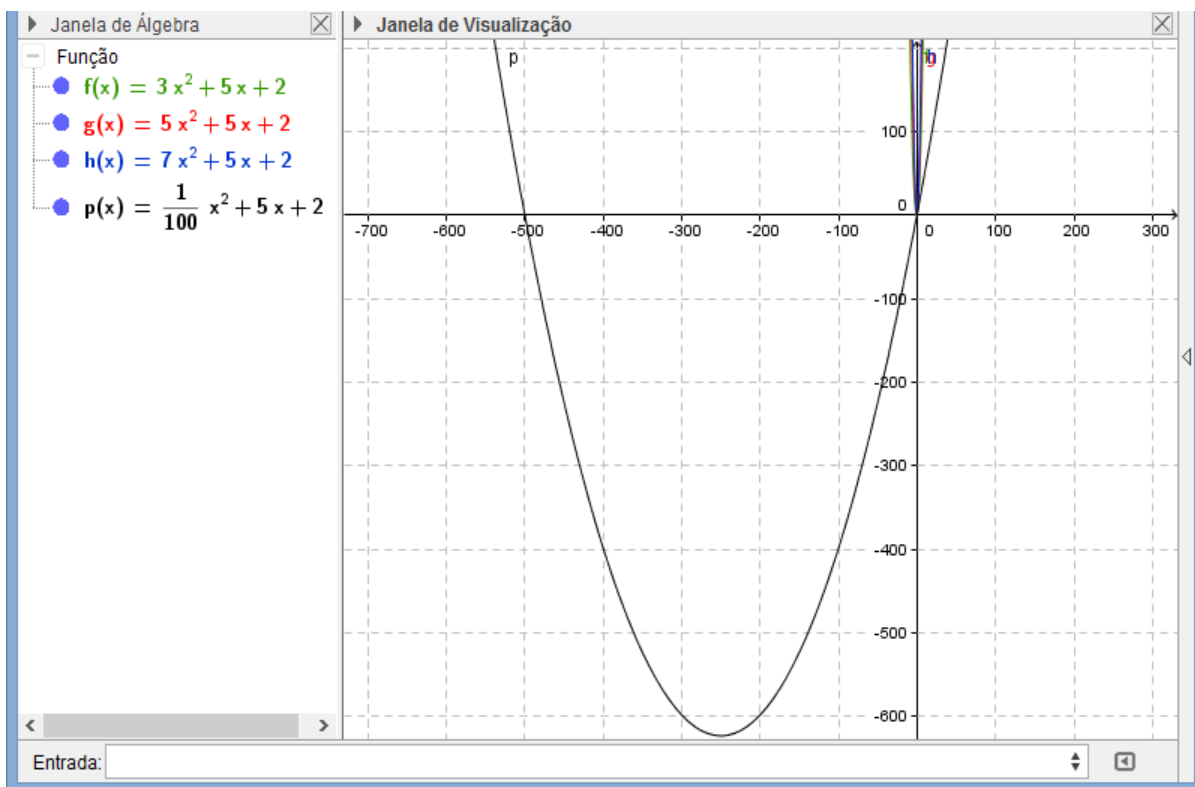 Janela de Álgebra
Função
f(x) = 3 x² + 5 x + 2
g(x) = 5 x² + 5 x + 2
h(x) = 7 x² + 5 x + 2
p(x) = 1/100 x² + 5 x + 2
Janela de Visualização
p
g
100
0
-700 -600 -500 -400 -300 -200 -100 0 100 200 300
-100
-200
-300
-400
-500
-600
Entrada: